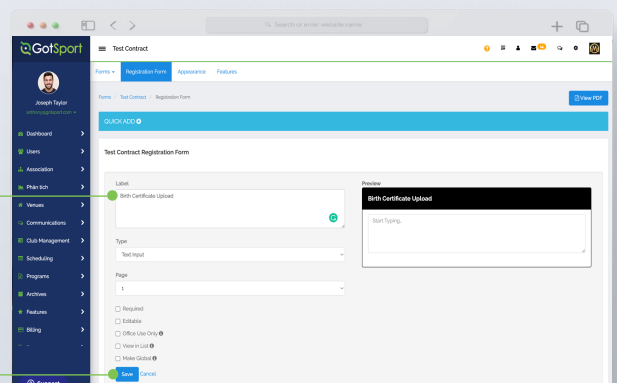 Search or enter website name
GotSport
Test Contract
Forms
Registration Form
Appearance
Features
Joseph Taylor
anthony@gotsport.com
Forms / Test Contract / Registration Form
View PDF
QUICK ADD
Dashboard
Users
Association
Phân tích
Venues
Communications
Club Management
Scheduling
Programs
Archives
Features
Billing
Support
Test Contract Registration Form
Label
Birth Certificate Upload
Type
Text Input
Page
1
Required
Editable
Office Use Only
View in List
Make Global
Save Cancel
Preview
Birth Certificate Upload
Start Typing...